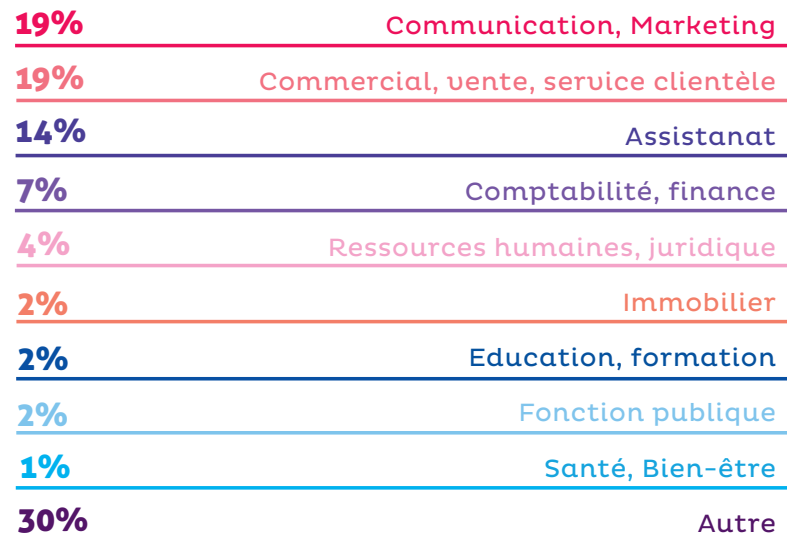 19% Communication, Marketing
19% Commercial, vente, service clientèle
14% Assistanat
7% Comptabilité, finance
4% Ressources humaines, juridique
2% Immobilier
2% Education, formation
2% Fonction publique
1% Santé, Bien-être
30% Autre